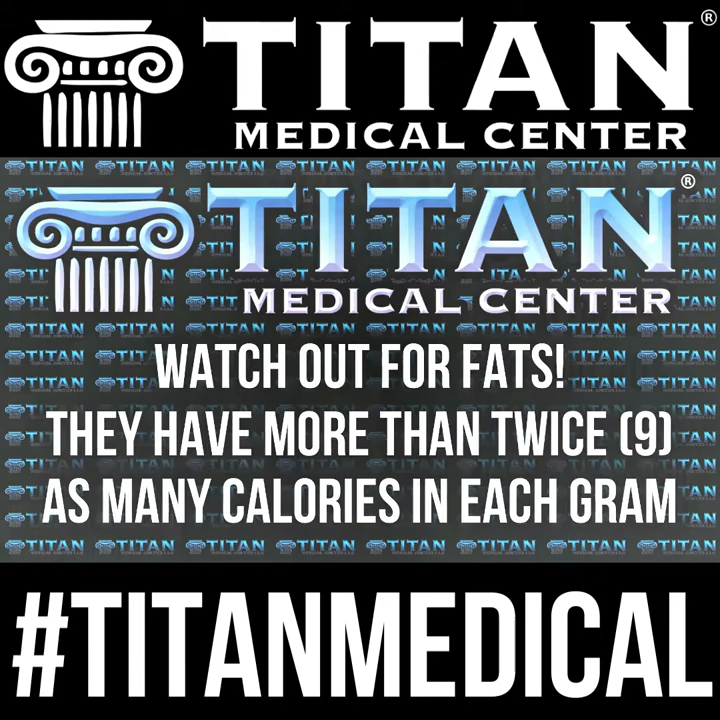 TITAN®
MEDICAL CENTER
TITAN®
MEDICAL CENTER
WATCH OUT FOR FATS!
THEY HAVE MORE THAN TWICE (9)
AS MANY CALORIES IN EACH GRAM
#TITANMEDICAL